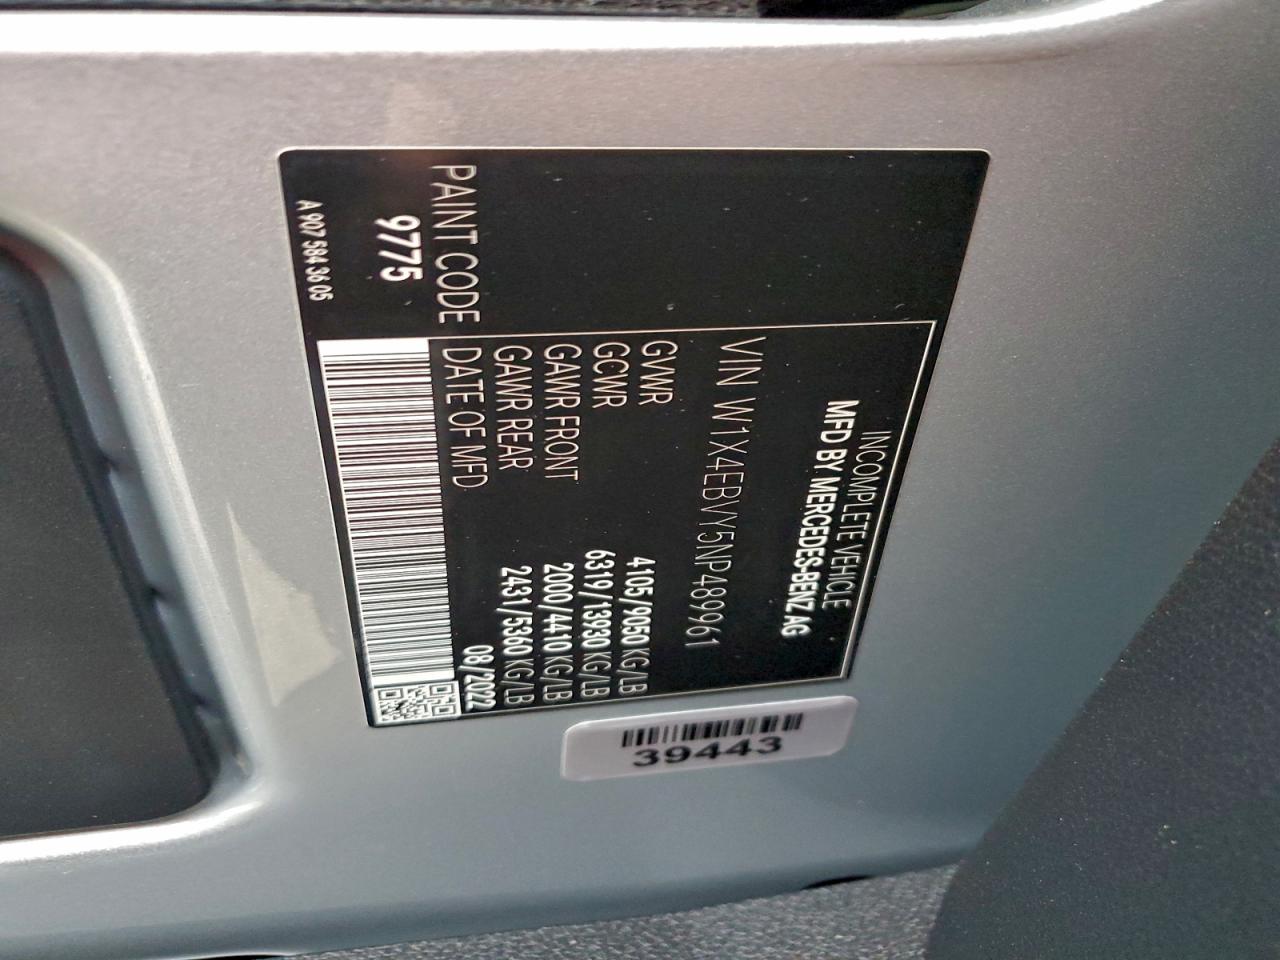 INCOMPLETE VEHICLE
MFD BY MERCEDES-BENZ AG
VIN W1X4EBVY5NP489961
GVWR 4105/9050 KG/LB
GCWR 6319/13930 KG/LB
GAWR FRONT 2000/4410 KG/LB
GAWR REAR 2431/5360 KG/LB
DATE OF MFD 08/2022
PAINT CODE
9775
A 907 584 36 05
39443